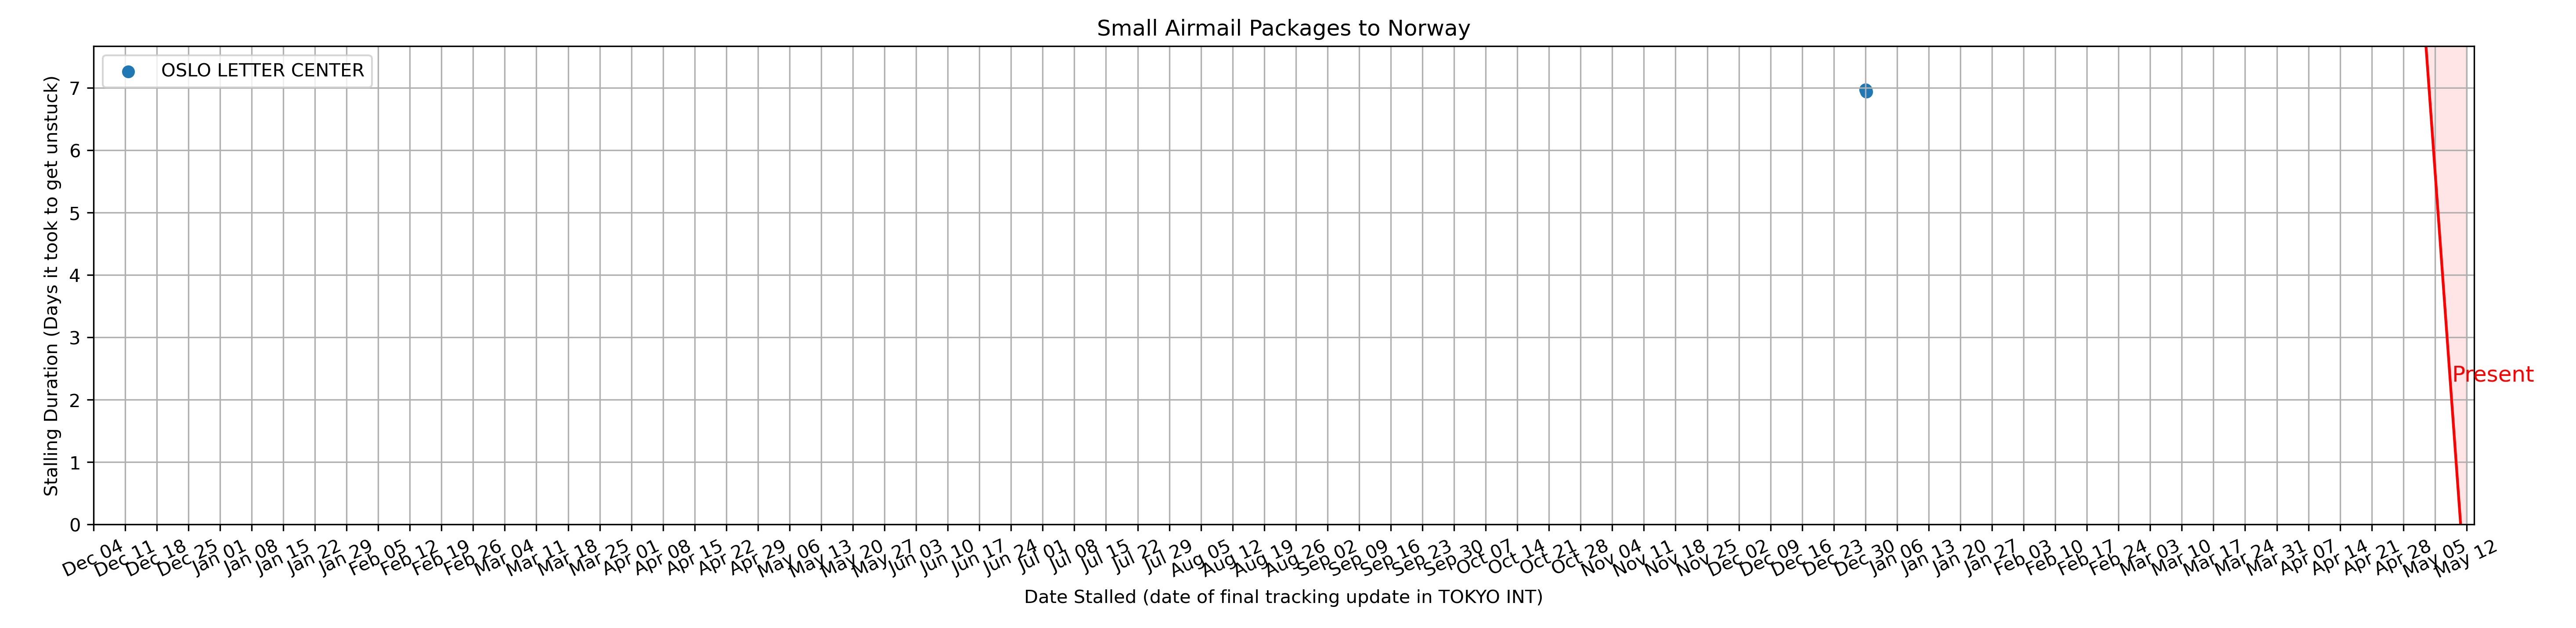 Small Airmail Packages to Norway
OSLO LETTER CENTER
Stalling Duration (Days it took to get unstuck)
7
6
5
4
3
2
1
0
Present
Dec 04
Dec 11
Dec 18
Dec 25
Jan 01
Jan 08
Jan 15
Jan 22
Jan 29
Feb 05
Feb 12
Feb 19
Feb 26
Mar 04
Mar 11
Mar 18
Mar 25
Apr 01
Apr 08
Apr 15
Apr 22
Apr 29
May 06
May 13
May 20
May 27
Jun 03
Jun 10
Jun 17
Jun 24
Jul 01
Jul 08
Jul 15
Jul 22
Jul 29
Aug 05
Aug 12
Aug 19
Aug 26
Sep 02
Sep 09
Sep 16
Sep 23
Sep 30
Oct 07
Oct 14
Oct 21
Oct 28
Nov 04
Nov 11
Nov 18
Nov 25
Dec 02
Dec 09
Dec 16
Dec 23
Dec 30
Jan 06
Jan 13
Jan 20
Jan 27
Feb 03
Feb 10
Feb 17
Feb 24
Mar 03
Mar 10
Mar 17
Mar 24
Mar 31
Apr 07
Apr 14
Apr 21
Apr 28
May 05
May 12
Date Stalled (date of final tracking update in TOKYO INT)